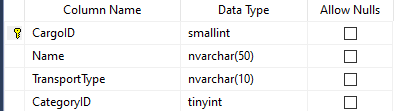 Column Name Data Type Allow Nulls
CargoID smallint
Name nvarchar(50)
TransportType nvarchar(10)
CategoryID tinyint